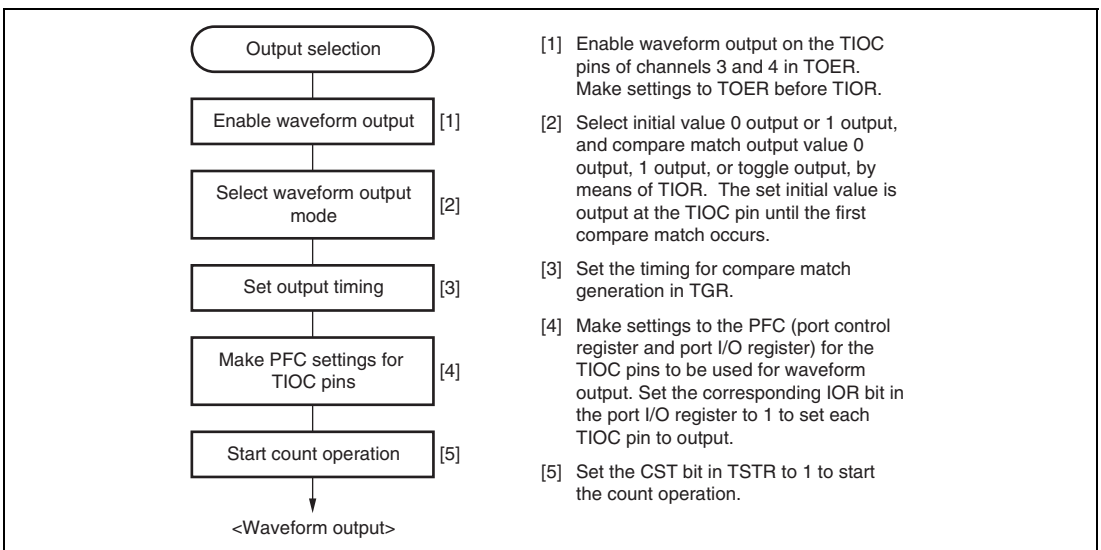 Output selection
Enable waveform output [1]
Select waveform output
mode
[2]
Set output timing [3]
Make PFC settings for
TIOC pins
[4]
Start count operation [5]
<Waveform output>
[1] Enable waveform output on the TIOC
pins of channels 3 and 4 in TOER.
Make settings to TOER before TIOR.
[2] Select initial value 0 output or 1 output,
and compare match output value 0
output, 1 output, or toggle output, by
means of TIOR. The set initial value is
output at the TIOC pin until the first
compare match occurs.
[3] Set the timing for compare match
generation in TGR.
[4] Make settings to the PFC (port control
register and port I/O register) for the
TIOC pins to be used for waveform
output. Set the corresponding IOR bit in
the port I/O register to 1 to set each
TIOC pin to output.
[5] Set the CST bit in TSTR to 1 to start
the count operation.